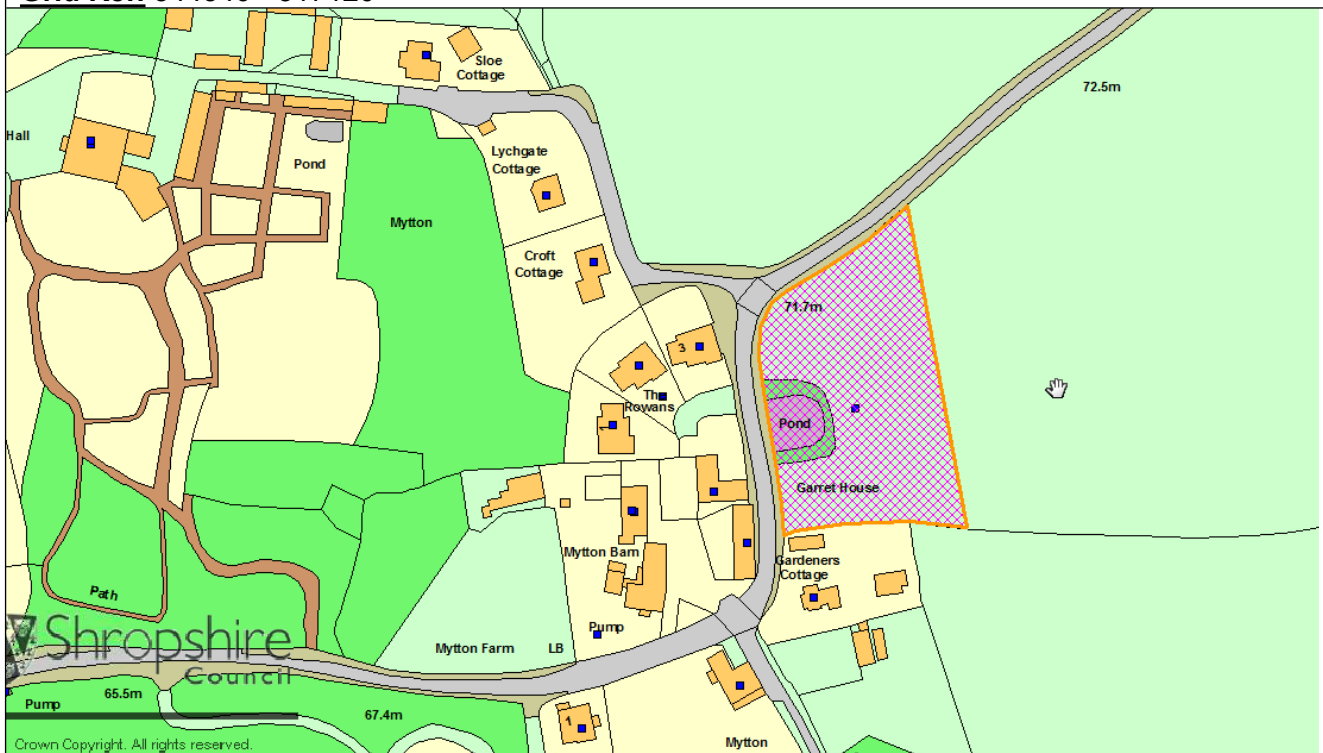 Sloe
Cottage
72.5m
Hall
Lychgate
Cottage
Pond
Mytton
Croft
Cottage
71.7m
3
The
Rowans
1
Pond
Garret House
Mytton Barn
Gardeners
Cottage
Path
Pump
Shropshire
Council
Mytton Farm
LB
65.5m
Pump
67.4m
1
Mytton
Crown Copyright. All rights reserved.